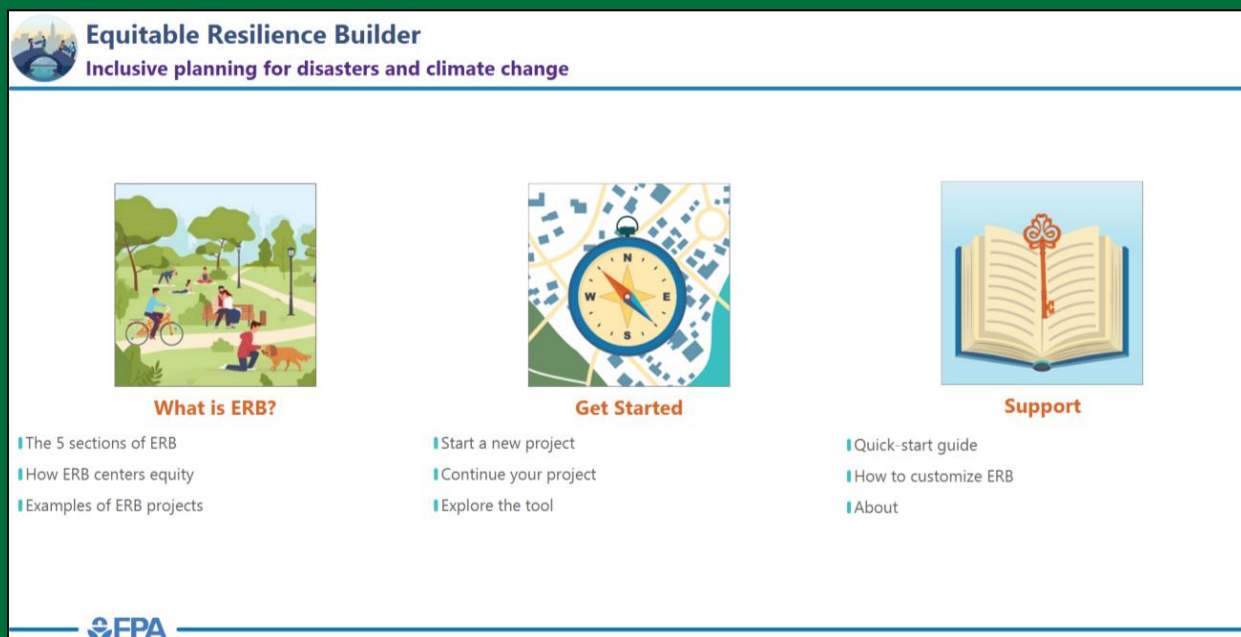 Equitable Resilience Builder
Inclusive planning for disasters and climate change
N
W
E
S
What is ERB?
The 5 sections of ERB
How ERB centers equity
Examples of ERB projects
Get Started
Start a new project
Continue your project
Explore the tool
Support
Quick-start guide
How to customize ERB
About
EPA